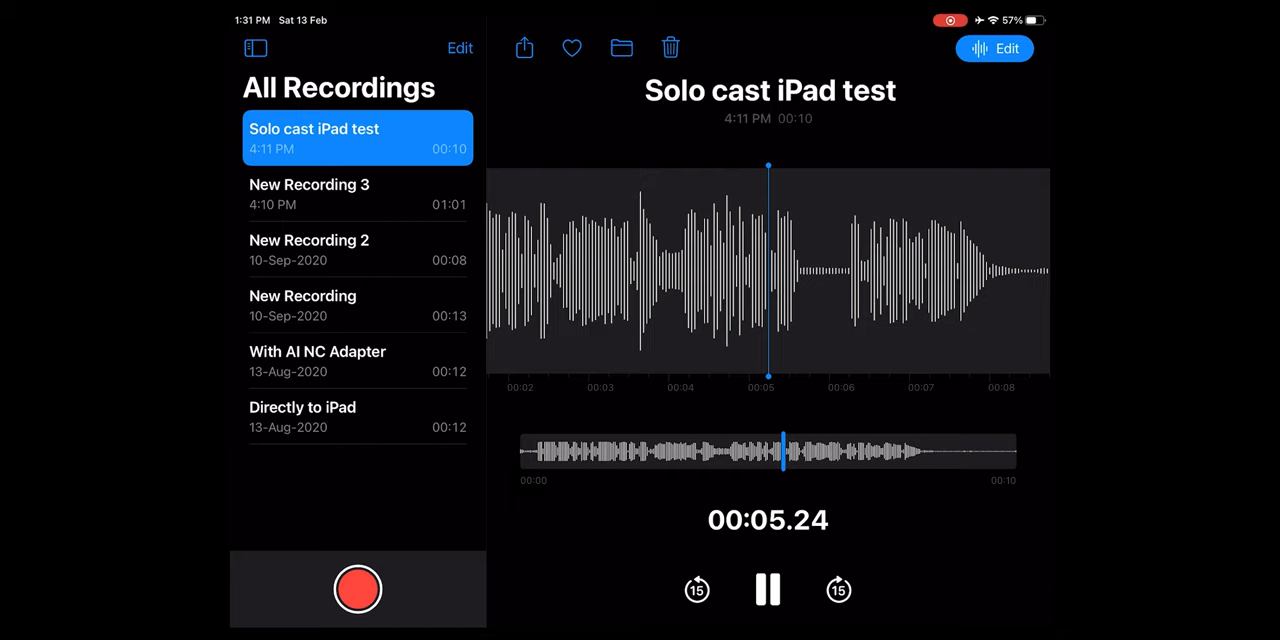 1:31 PM Sat 13 Feb
57%
Edit
Edit
All Recordings
Solo cast iPad test
4:11 PM 00:10
New Recording 3
4:10 PM 01:01
New Recording 2
10-Sep-2020 00:08
New Recording
10-Sep-2020 00:13
With AI NC Adapter
13-Aug-2020 00:12
Directly to iPad
13-Aug-2020 00:12
Solo cast iPad test
4:11 PM 00:10
00:02 00:03 00:04 00:05 00:06 00:07 00:08
00:00 00:10
00:05.24
15 15